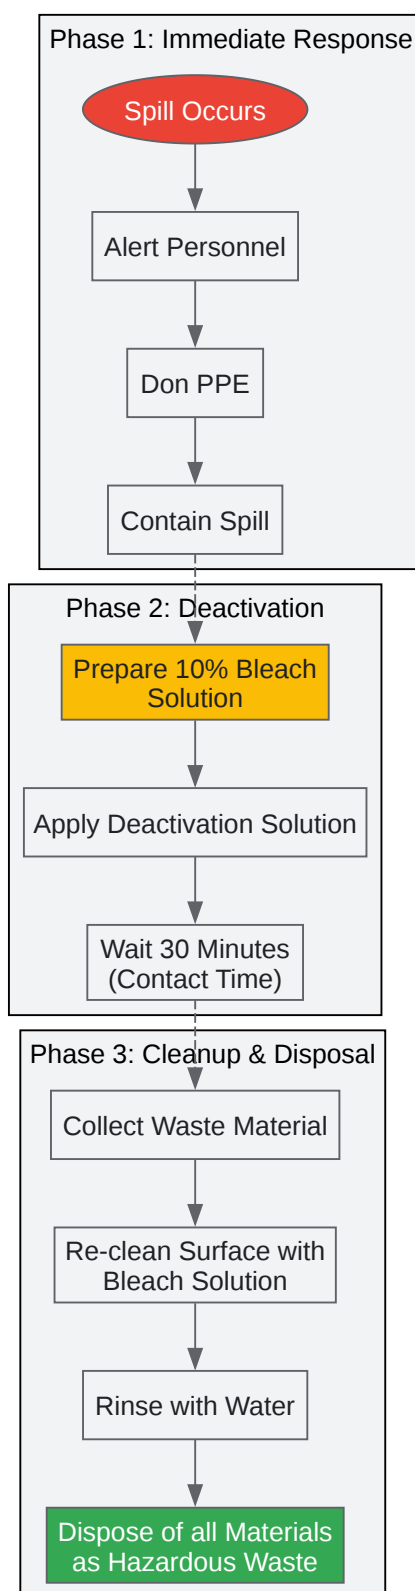 Phase 1: Immediate Response
Spill Occurs
Alert Personnel
Don PPE
Contain Spill
Phase 2: Deactivation
Prepare 10% Bleach
Solution
Apply Deactivation Solution
Wait 30 Minutes
(Contact Time)
Phase 3: Cleanup & Disposal
Collect Waste Material
Re-clean Surface with
Bleach Solution
Rinse with Water
Dispose of all Materials
as Hazardous Waste